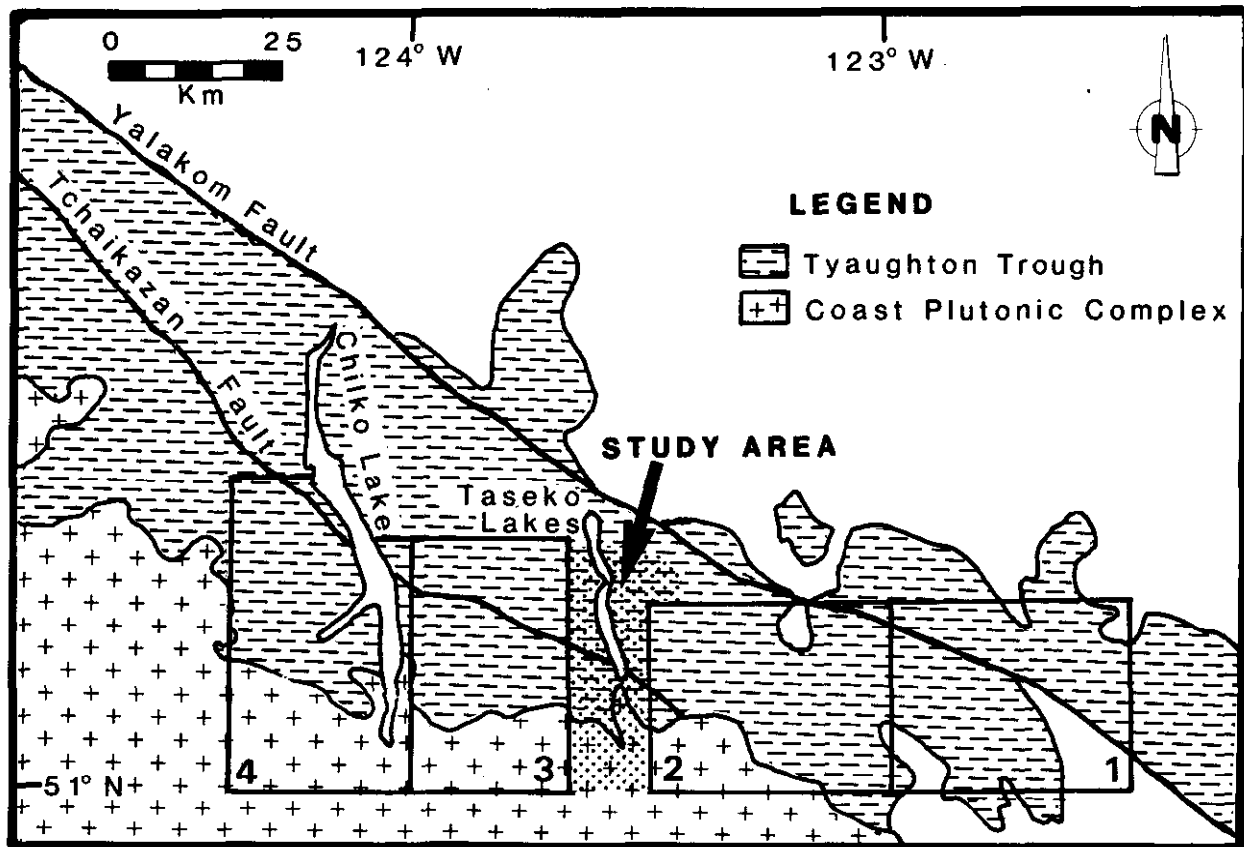 0 25
Km
124° W
123° W
N
Yalakom Fault
Tchaikazan Fault
Chilko Lake
LEGEND
Tyaughton Trough
Coast Plutonic Complex
STUDY AREA
Taseko
Lakes
51° N
4
3
2
1